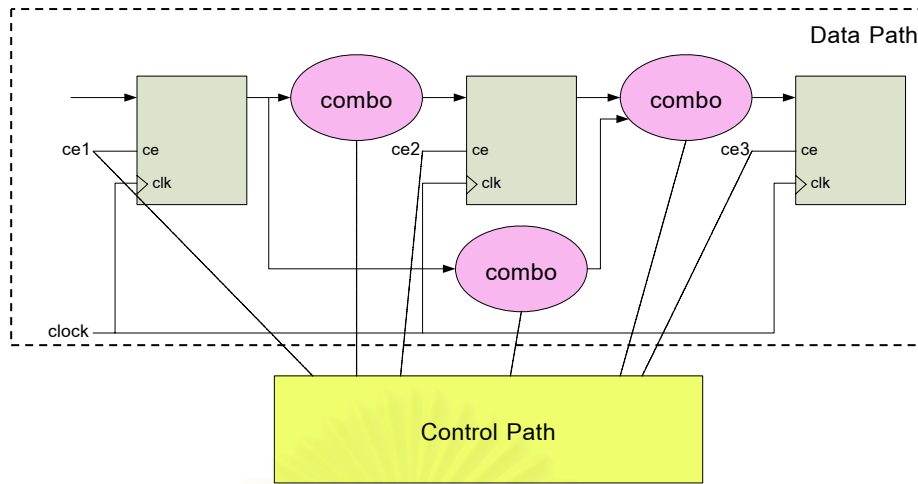 Data Path
combo
combo
ce1
ce
ce2
ce
ce3
ce
clk
clk
clk
combo
clock
Control Path